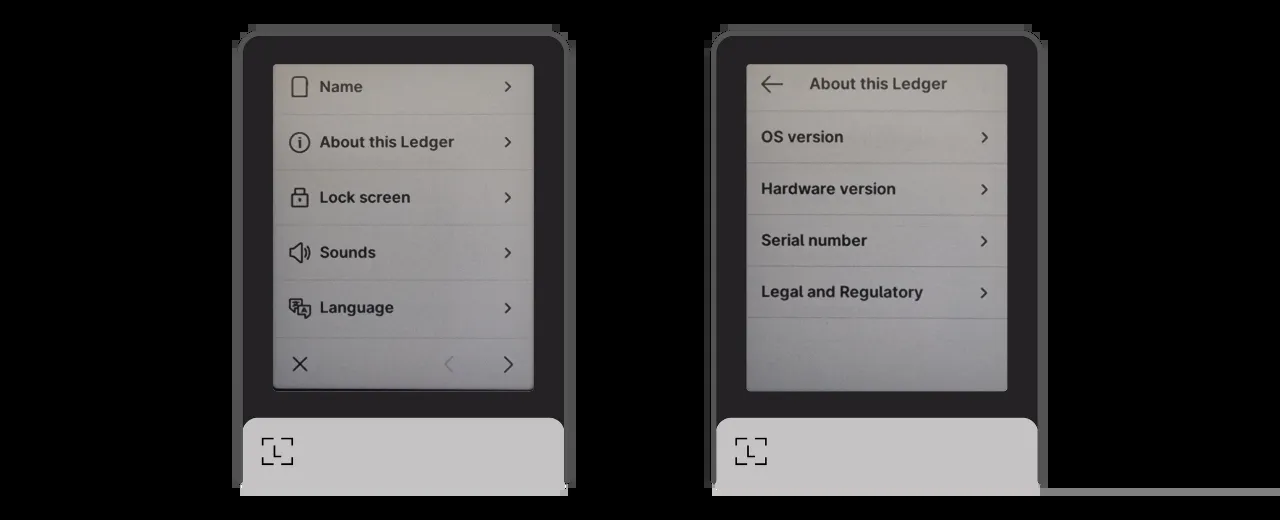 Name
About this Ledger
Lock screen
Sounds
Language
L
About this Ledger
OS version
Hardware version
Serial number
Legal and Regulatory
L